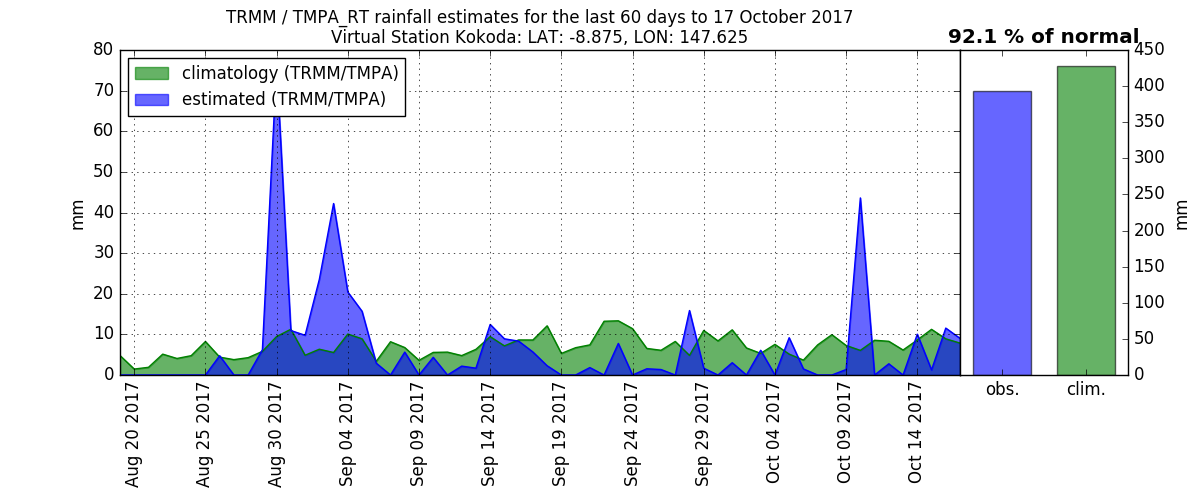 TRMM / TMPA_RT rainfall estimates for the last 60 days to 17 October 2017
Virtual Station Kokoda: LAT: -8.875, LON: 147.625
92.1 % of normal
climatology (TRMM/TMPA)
estimated (TRMM/TMPA)
mm
80
70
60
50
40
30
20
10
0
Aug 20 2017
Aug 25 2017
Aug 30 2017
Sep 04 2017
Sep 09 2017
Sep 14 2017
Sep 19 2017
Sep 24 2017
Sep 29 2017
Oct 04 2017
Oct 09 2017
Oct 14 2017
450
400
350
300
250
200
150
100
50
0
mm
obs.
clim.